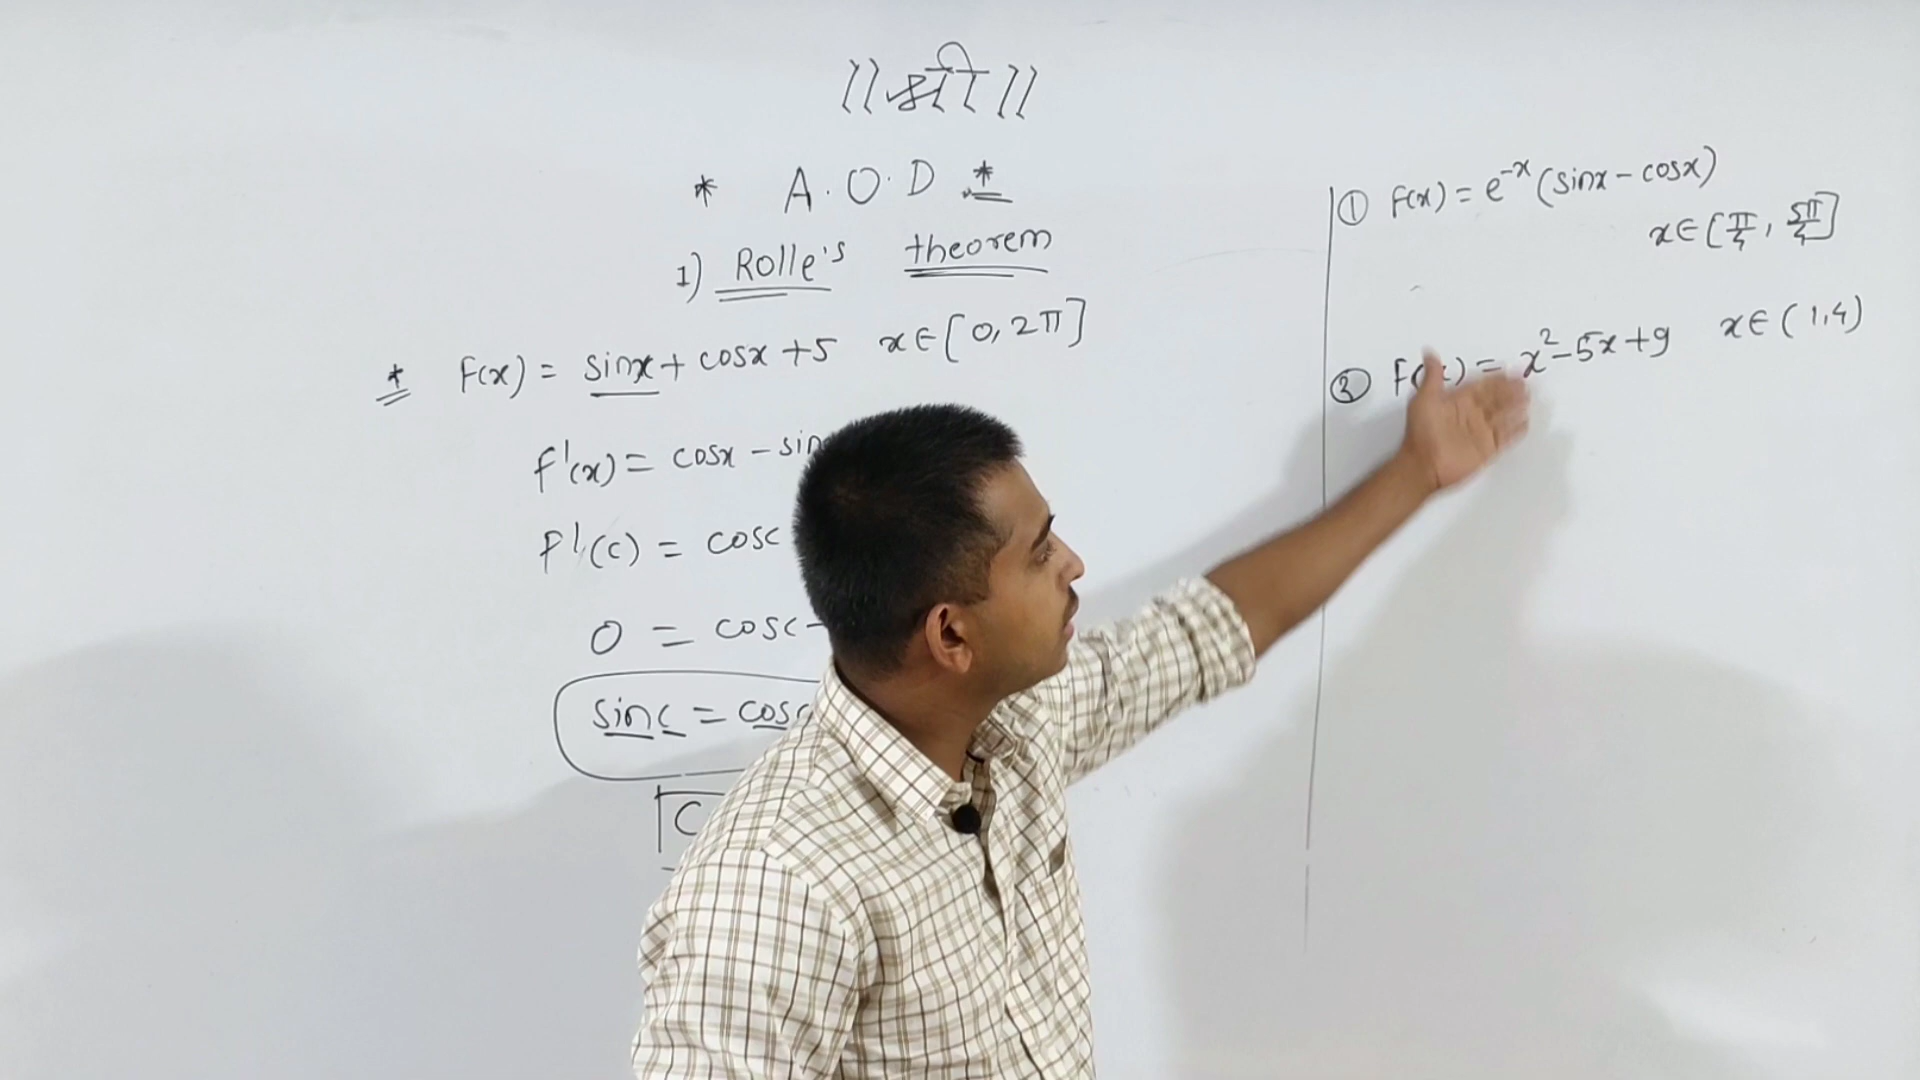 ॥ श्री ॥
* A.O.D *
1) Rolle's theorem
* F(x) = sinx + cosx + 5 x∈[0, 2π]
F'(x) = cosx - sin
F'(c) = cosc
0 = cosc -
sinc = cosc
C
① F(x) = e^-x (sinx - cosx)
x∈[π/4, 5π/4]
② F(x) = x²-5x+9 x∈(1,4)